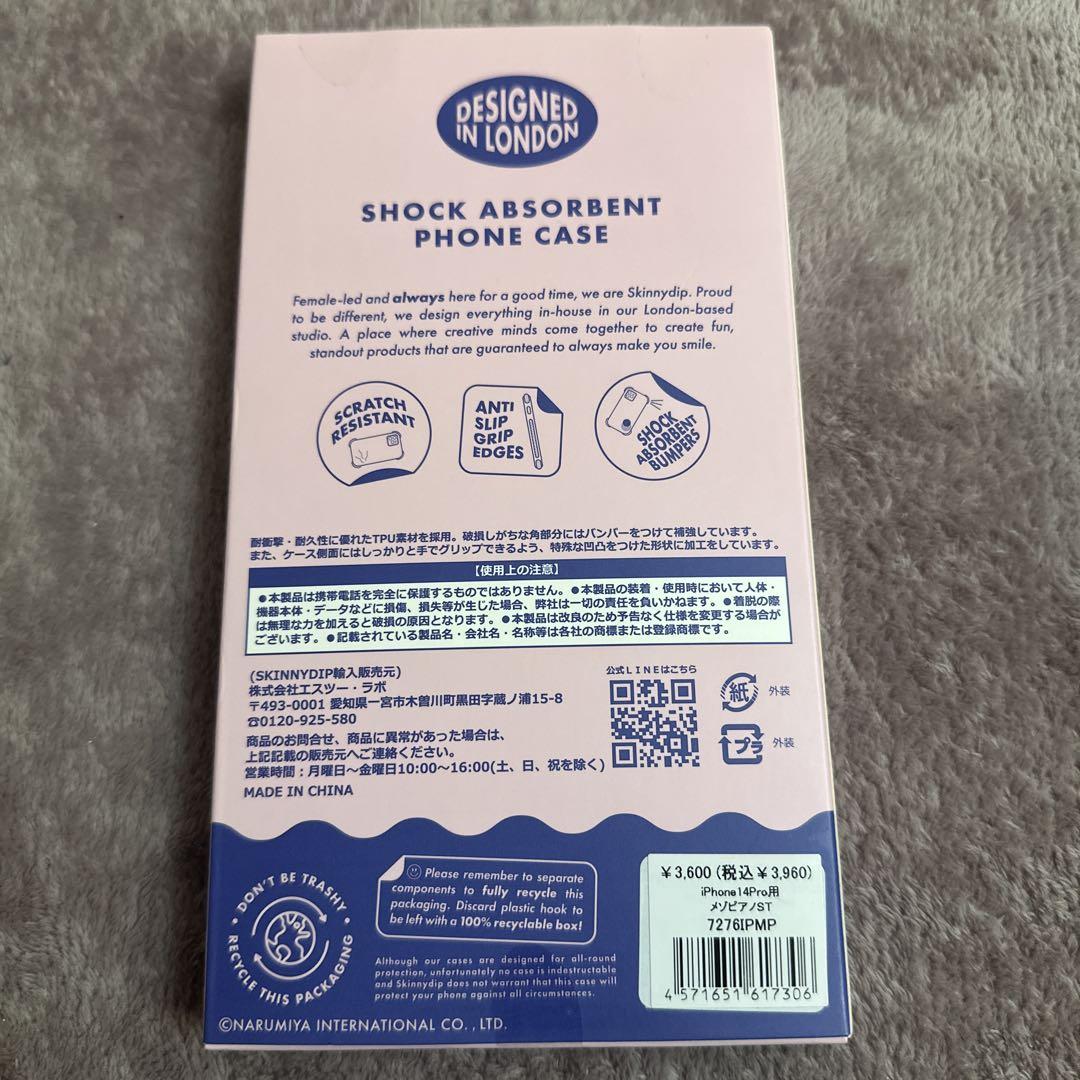 DESIGNED
IN LONDON
SHOCK ABSORBENT
PHONE CASE
Female-led and always here for a good time, we are Skinnydip. Proud
to be different, we design everything in-house in our London-based
studio. A place where creative minds come together to create fun,
standout products that are guaranteed to always make you smile.
SCRATCH
RESISTANT
ANTI
SLIP
GRIP
EDGES
SHOCK
ABSORBENT
BUMPERS
耐衝撃・耐久性に優れたTPU素材を採用。破損しがちな角部分にはバンパーをつけて補強しています。
また、ケース側面にはしっかりと手でグリップできるよう、特殊な凹凸をつけた形状に加工をしています。
【使用上の注意】
●本製品は携帯電話を完全に保護するものではありません。●本製品の装着・使用時において人体・
機器本体・データなどに損傷、損失等が生じた場合、弊社は一切の責任を負いかねます。●着脱の際
は無理な力を加えると破損の原因となります。●本製品は改良のため予告なく仕様を変更する場合が
ございます。●記載されている製品名・会社名・名称等は各社の商標または登録商標です。
(SKINNYDIP輸入販売元)
株式会社エスツー・ラボ
〒493-0001 愛知県一宮市木曽川町黒田字蔵ノ浦15-8
☎0120-925-580
商品のお問合せ、商品に異常があった場合は、
上記記載の販売元へご連絡ください。
営業時間：月曜日～金曜日10:00～16:00(土、日、祝を除く)
MADE IN CHINA
公式ＬＩＮＥはこちら
紙 外装
プラ 外装
DON'T BE TRASHY
RECYCLE THIS PACKAGING
Please remember to separate
components to fully recycle this
packaging. Discard plastic hook to
be left with a 100% recyclable box!
Although our cases are designed for all-round
protection, unfortunately no case is indestructable
and Skinnydip does not warrant that this case will
protect your phone against all circumstances.
￥3,600(税込￥3,960)
iPhone14Pro用
メゾピアノST
7276IPMP
4 571651 617306
©NARUMIYA INTERNATIONAL CO., LTD.